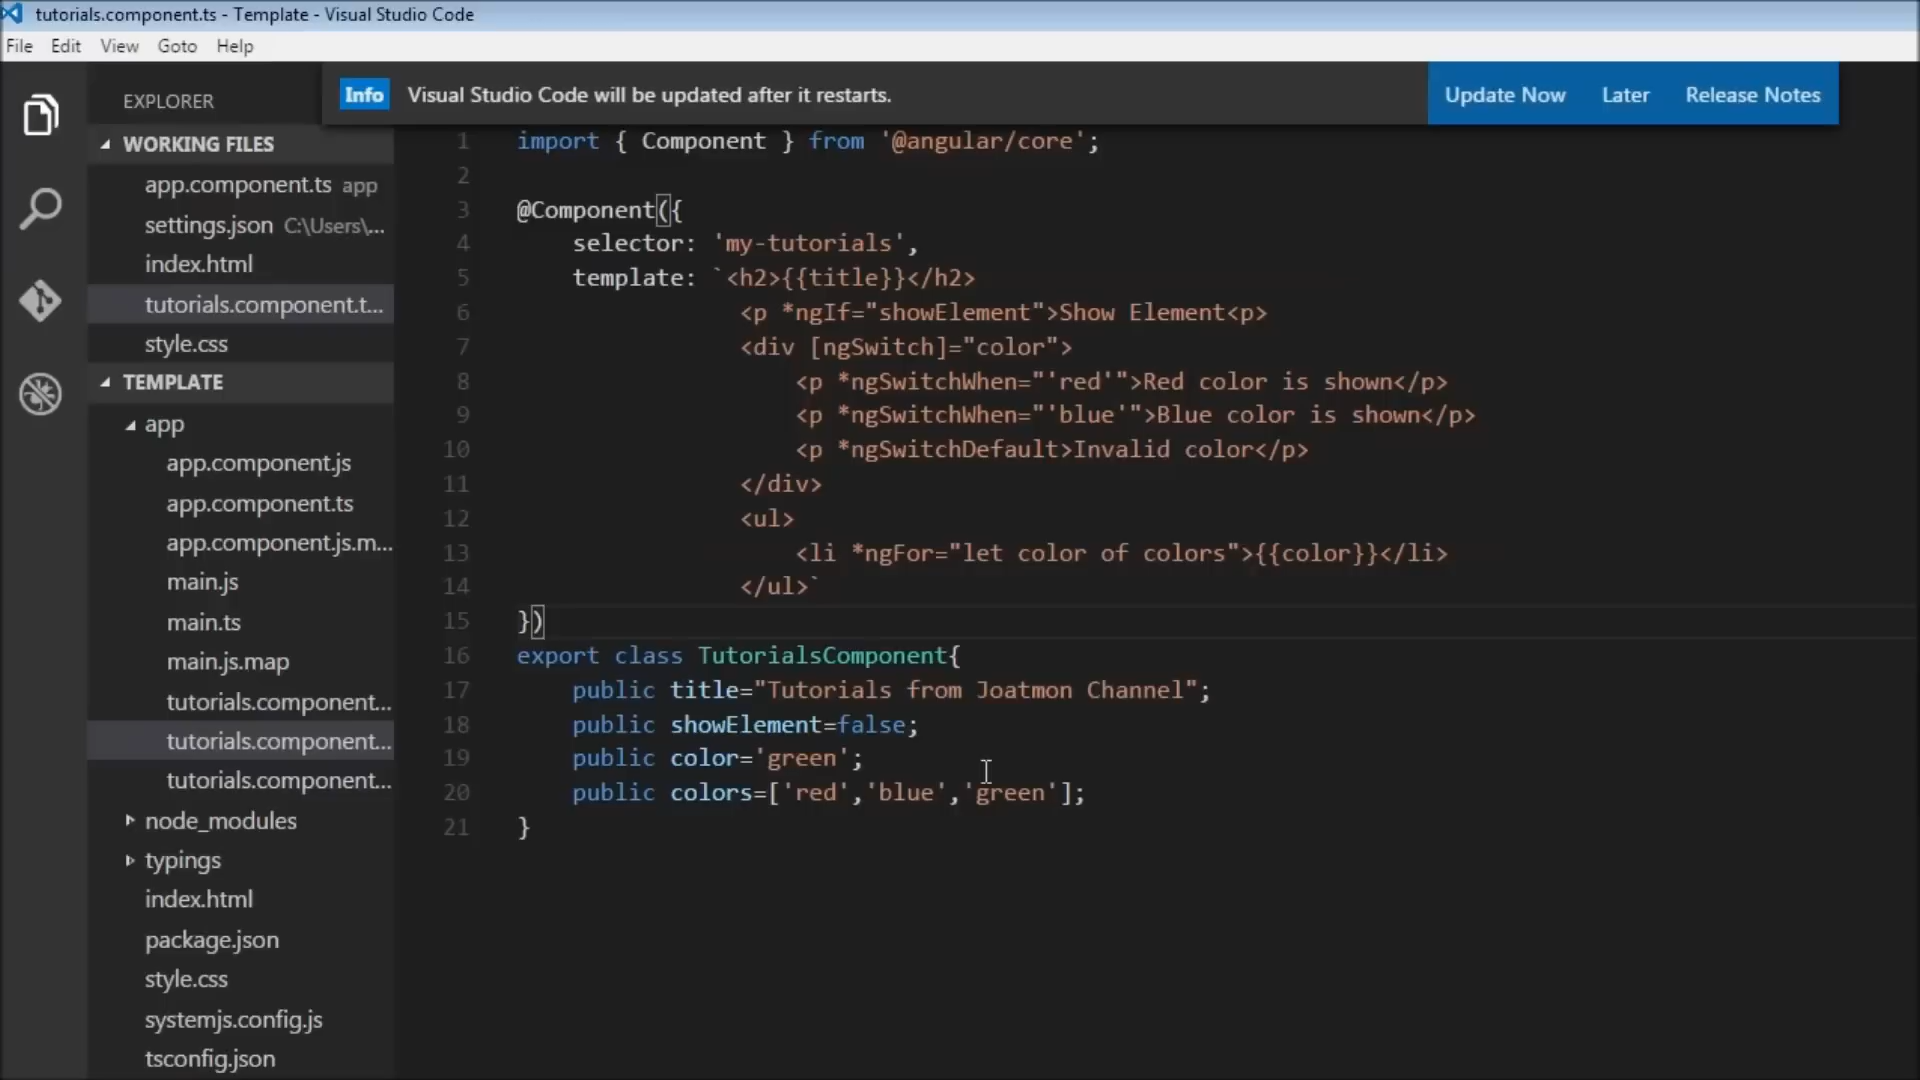 tutorials.component.ts - Template - Visual Studio Code
File Edit View Goto Help
EXPLORER
Info Visual Studio Code will be updated after it restarts. Update Now Later Release Notes
WORKING FILES
app.component.ts app
settings.json C:\Users\...
index.html
tutorials.component.t...
style.css
TEMPLATE
app
app.component.js
app.component.ts
app.component.js.m...
main.js
main.ts
main.js.map
tutorials.component...
tutorials.component...
tutorials.component...
node_modules
typings
index.html
package.json
style.css
systemjs.config.js
tsconfig.json
1 import { Component } from '@angular/core';
2
3 @Component({
4 selector: 'my-tutorials',
5 template: `<h2>{{title}}</h2>
6 <p *ngIf="showElement">Show Element<p>
7 <div [ngSwitch]="color">
8 <p *ngSwitchWhen="'red'">Red color is shown</p>
9 <p *ngSwitchWhen="'blue'">Blue color is shown</p>
10 <p *ngSwitchDefault>Invalid color</p>
11 </div>
12 <ul>
13 <li *ngFor="let color of colors">{{color}}</li>
14 </ul>`
15 })
16 export class TutorialsComponent{
17 public title="Tutorials from Joatmon Channel";
18 public showElement=false;
19 public color='green';
20 public colors=['red','blue','green'];
21 }